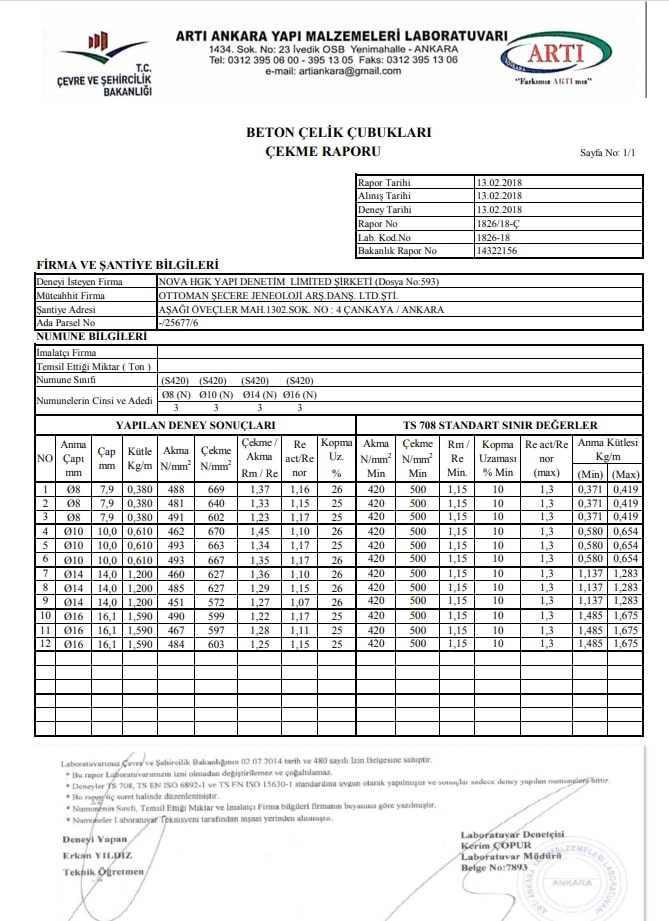 T.C.
ÇEVRE VE ŞEHİRCİLİK
BAKANLIĞI
ARTI ANKARA YAPI MALZEMELERİ LABORATUVARI
1434. Sok. No: 23 İvedik OSB Yenimahalle - ANKARA
Tel: 0312 395 06 00 - 395 13 05 Faks: 0312 395 13 06
e-mail: artiankara@gmail.com
ANKARA
ARTI
"Farkımız ARTI mız"
BETON ÇELİK ÇUBUKLARI
ÇEKME RAPORU
Sayfa No: 1/1
Rapor Tarihi 13.02.2018
Alınış Tarihi 13.02.2018
Deney Tarihi 13.02.2018
Rapor No 1826/18-Ç
Lab. Kod.No 1826-18
Bakanlık Rapor No 14322156
FİRMA VE ŞANTİYE BİLGİLERİ
Deneyi İsteyen Firma NOVA HGK YAPI DENETİM LİMİTED ŞİRKETİ (Dosya No:593)
Müteahhit Firma OTTOMAN ŞECERE JENEOLOJİ ARŞ.DANŞ. LTD.ŞTİ.
Şantiye Adresi AŞAĞI ÖVEÇLER MAH.1302.SOK. NO : 4 ÇANKAYA / ANKARA
Ada Parsel No -/25677/6
NUMUNE BİLGİLERİ
İmalatçı Firma
Temsil Ettiği Miktar ( Ton )
Numune Sınıfı (S420) (S420) (S420) (S420)
Numunelerin Cinsi ve Adedi Ø8 (N) Ø10 (N) Ø14 (N) Ø16 (N)
3 3 3 3
YAPILAN DENEY SONUÇLARI TS 708 STANDART SINIR DEĞERLER
NO Anma Çapı mm Çap mm Kütle Kg/m Akma N/mm² Çekme N/mm² Çekme / Akma Rm / Re Re act/Re nor Kopma Uz. % Akma N/mm² Min Çekme N/mm² Min Rm / Re Min. Kopma Uzaması % Min Re act/Re nor (max) Anma Kütlesi Kg/m (Min) (Max)
1 Ø8 7,9 0,380 488 669 1,37 1,16 26 420 500 1,15 10 1,3 0,371 0,419
2 Ø8 7,9 0,380 481 640 1,33 1,15 25 420 500 1,15 10 1,3 0,371 0,419
3 Ø8 7,9 0,380 491 602 1,23 1,17 25 420 500 1,15 10 1,3 0,371 0,419
4 Ø10 10,0 0,610 462 670 1,45 1,10 26 420 500 1,15 10 1,3 0,580 0,654
5 Ø10 10,0 0,610 493 663 1,34 1,17 25 420 500 1,15 10 1,3 0,580 0,654
6 Ø10 10,0 0,610 493 667 1,35 1,17 26 420 500 1,15 10 1,3 0,580 0,654
7 Ø14 14,0 1,200 460 627 1,36 1,10 26 420 500 1,15 10 1,3 1,137 1,283
8 Ø14 14,0 1,200 485 627 1,29 1,15 26 420 500 1,15 10 1,3 1,137 1,283
9 Ø14 14,0 1,200 451 572 1,27 1,07 26 420 500 1,15 10 1,3 1,137 1,283
10 Ø16 16,1 1,590 490 599 1,22 1,17 25 420 500 1,15 10 1,3 1,485 1,675
11 Ø16 16,1 1,590 467 597 1,28 1,11 25 420 500 1,15 10 1,3 1,485 1,675
12 Ø16 16,1 1,590 484 603 1,25 1,15 25 420 500 1,15 10 1,3 1,485 1,675
Laboratuvarımız Çevre ve Şehircilik Bakanlığının 02.07 2014 tarih ve 480 sayılı İzin Belgesine sahiptir.
* Bu rapor Laboratuvarımızın izni olmadan değiştirilemez ve çoğaltılamaz.
* Deneyler TS 708, TS EN ISO 6892-1 ve TS EN ISO 15630-1 standardına uygun olarak yapılmıştır ve sonuçlar sadece deney yapılan numunelere aittir.
* Bu rapor üç suret halinde düzenlenmiştir.
* Numunenin Sınıfı, Temsil Ettiği Miktar ve İmalatçı Firma bilgileri firmanın beyanına göre yazılmıştır.
* Numuneler Laboratuvar Teknisyeni tarafından inşaat yerinden alınmıştır.
Deneyi Yapan
Erkan YILDIZ
Teknik Öğretmen
Laboratuvar Denetçisi
Kerim ÇOPUR
Laboratuvar Müdürü
Belge No:7893
ANKARA